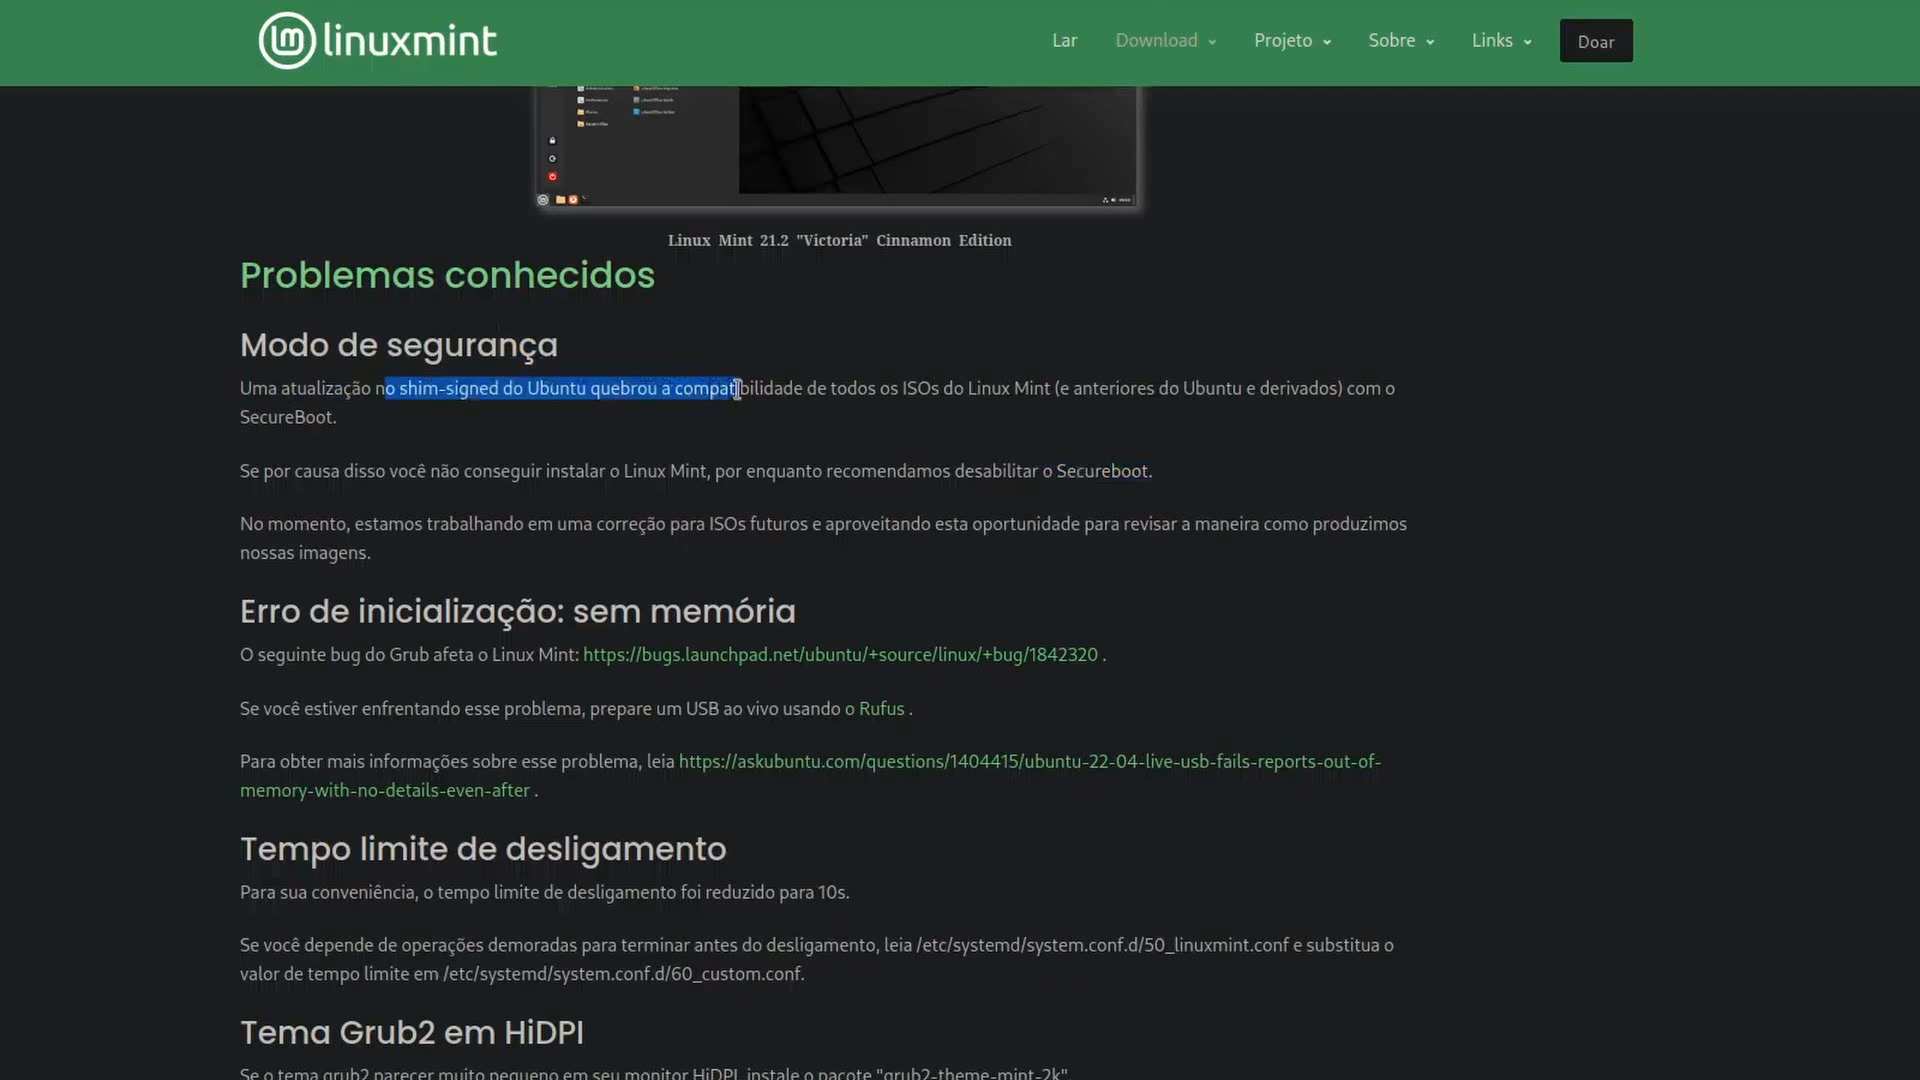 linuxmint
Lar
Download
Projeto
Sobre
Links
Doar
Linux Mint 21.2 "Victoria" Cinnamon Edition
Problemas conhecidos
Modo de segurança
Uma atualização no shim-signed do Ubuntu quebrou a compatibilidade de todos os ISOs do Linux Mint (e anteriores do Ubuntu e derivados) com o
SecureBoot.
Se por causa disso você não conseguir instalar o Linux Mint, por enquanto recomendamos desabilitar o Secureboot.
No momento, estamos trabalhando em uma correção para ISOs futuros e aproveitando esta oportunidade para revisar a maneira como produzimos
nossas imagens.
Erro de inicialização: sem memória
O seguinte bug do Grub afeta o Linux Mint: https://bugs.launchpad.net/ubuntu/+source/linux/+bug/1842320 .
Se você estiver enfrentando esse problema, prepare um USB ao vivo usando o Rufus .
Para obter mais informações sobre esse problema, leia https://askubuntu.com/questions/1404415/ubuntu-22-04-live-usb-fails-reports-out-of-
memory-with-no-details-even-after .
Tempo limite de desligamento
Para sua conveniência, o tempo limite de desligamento foi reduzido para 10s.
Se você depende de operações demoradas para terminar antes do desligamento, leia /etc/systemd/system.conf.d/50_linuxmint.conf e substitua o
valor de tempo limite em /etc/systemd/system.conf.d/60_custom.conf.
Tema Grub2 em HiDPI
Se o tema grub2 parecer muito pequeno em seu monitor HiDPI, instale o pacote "grub2-theme-mint-2k".